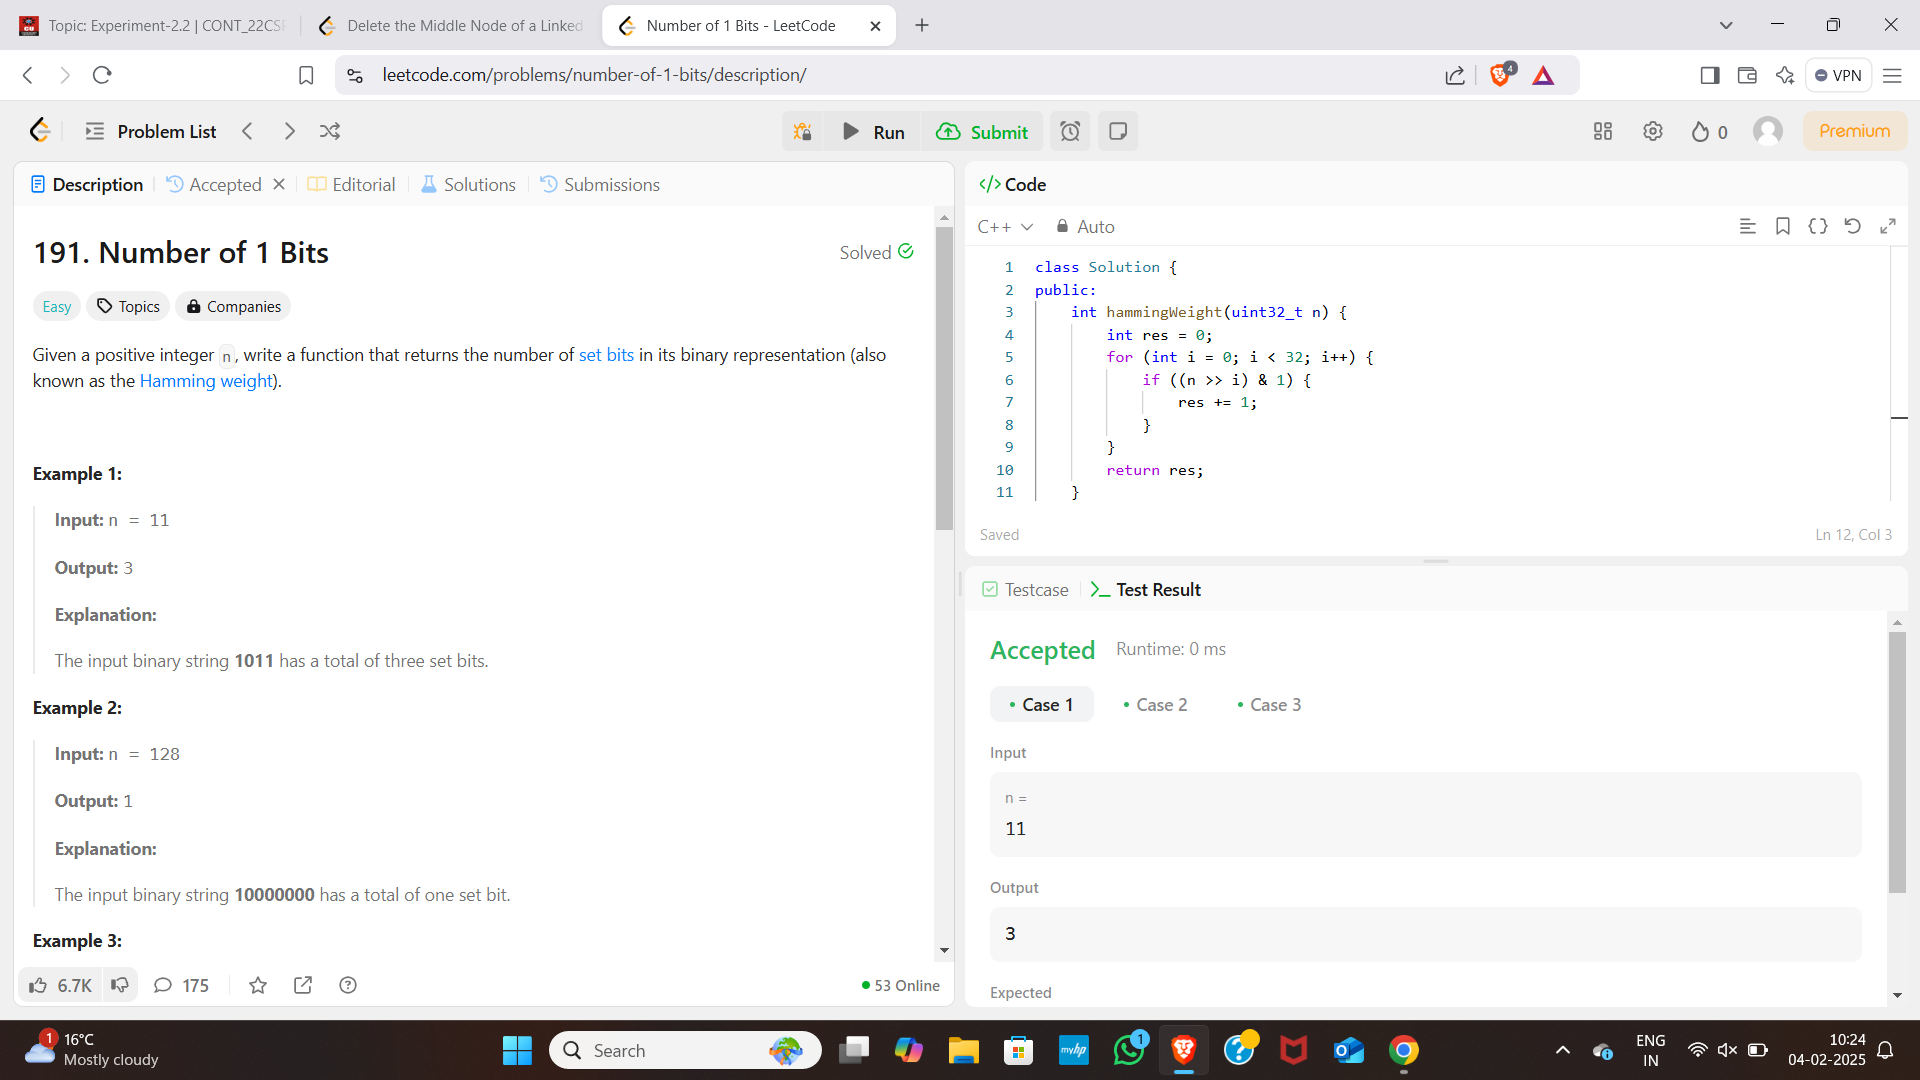 Topic: Experiment-2.2 | CONT_22CSF
Delete the Middle Node of a Linked
Number of 1 Bits - LeetCode
leetcode.com/problems/number-of-1-bits/description/
4
VPN
Problem List
Run
Submit
0
Premium
Description
Accepted
Editorial
Solutions
Submissions
191. Number of 1 Bits
Solved
Easy
Topics
Companies
Given a positive integer n, write a function that returns the number of set bits in its binary representation (also
known as the Hamming weight).
Example 1:
Input: n = 11
Output: 3
Explanation:
The input binary string 1011 has a total of three set bits.
Example 2:
Input: n = 128
Output: 1
Explanation:
The input binary string 10000000 has a total of one set bit.
Example 3:
6.7K
175
53 Online
</> Code
C++
Auto
1 class Solution {
2 public:
3 int hammingWeight(uint32_t n) {
4 int res = 0;
5 for (int i = 0; i < 32; i++) {
6 if ((n >> i) & 1) {
7 res += 1;
8 }
9 }
10 return res;
11 }
Saved
Ln 12, Col 3
Testcase
Test Result
Accepted
Runtime: 0 ms
Case 1
Case 2
Case 3
Input
n =
11
Output
3
Expected
1
16°C
Mostly cloudy
Search
myhp
1
ENG
IN
10:24
04-02-2025